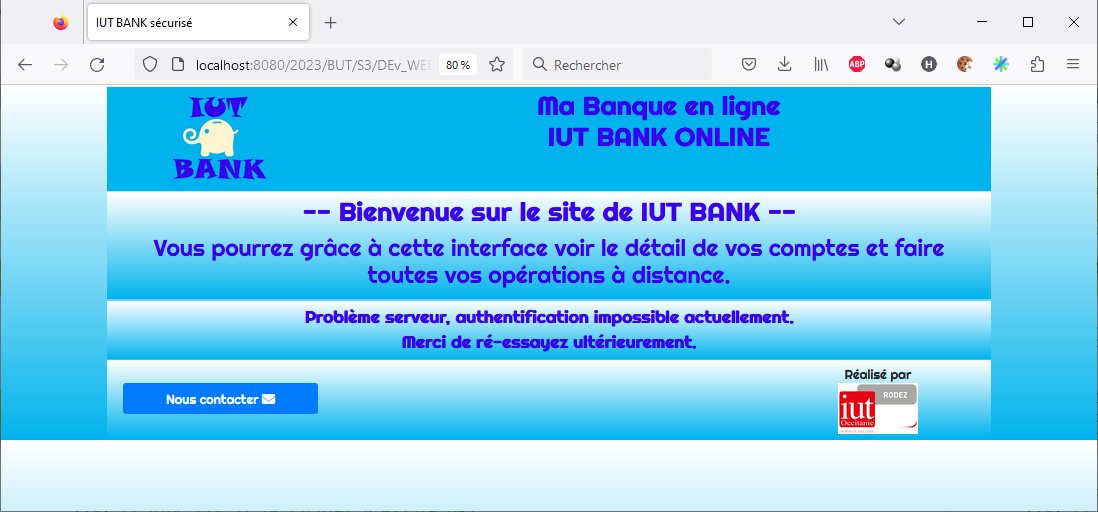 IUT BANK sécurisé
localhost:8080/2023/BUT/S3/DEv_WEB
80 %
Rechercher
ABP
H
IUT
BANK
Ma Banque en ligne
IUT BANK ONLINE
-- Bienvenue sur le site de IUT BANK --
Vous pourrez grâce à cette interface voir le détail de vos comptes et faire
toutes vos opérations à distance.
Problème serveur, authentification impossible actuellement.
Merci de ré-essayez ultérieurement.
Nous contacter
Réalisé par
RODEZ
iut
Occitanie